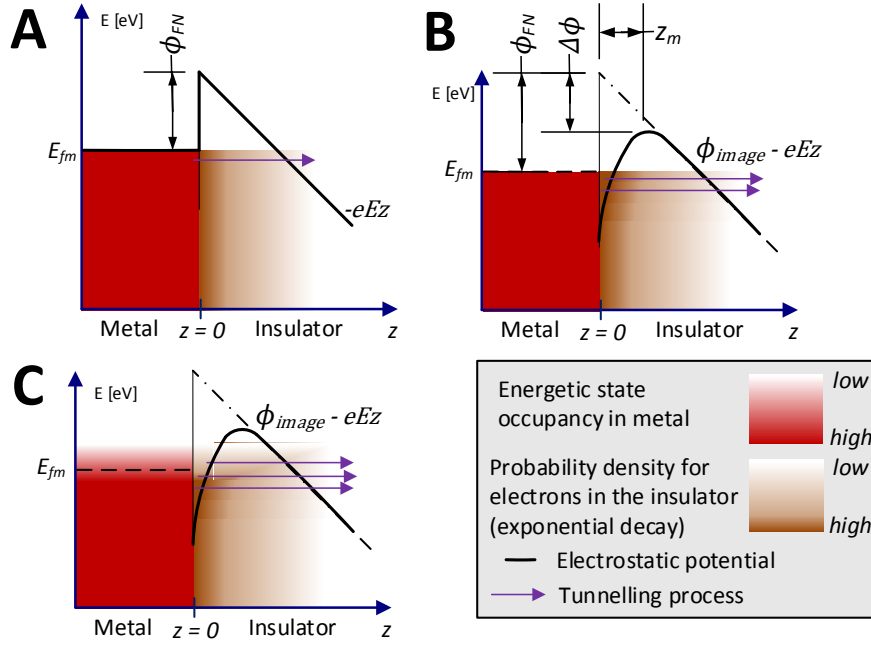 A
E [eV]
ϕFN
Efm
-eEz
Metal
z = 0
Insulator
z
B
E [eV]
ϕFN
Δϕ
zm
Efm
ϕimage - eEz
Metal
z = 0
Insulator
z
C
E [eV]
Efm
ϕimage - eEz
Metal
z = 0
Insulator
z
Energetic state
occupancy in metal
low
high
Probability density for
electrons in the insulator
(exponential decay)
low
high
Electrostatic potential
Tunnelling process